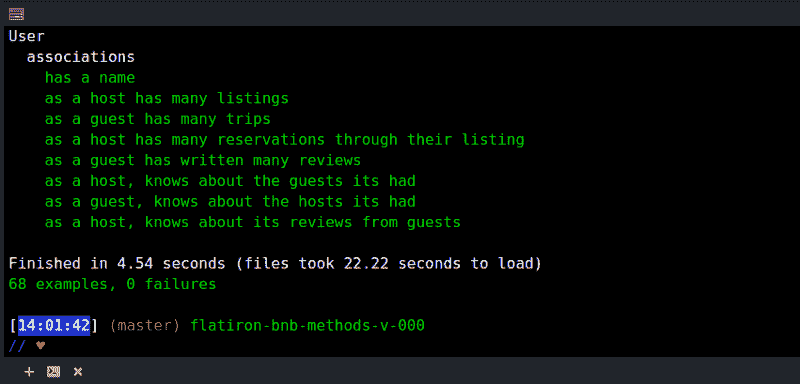 User
associations
has a name
as a host has many listings
as a guest has many trips
as a host has many reservations through their listing
as a guest has written many reviews
as a host, knows about the guests its had
as a guest, knows about the hosts its had
as a host, knows about its reviews from guests
Finished in 4.54 seconds (files took 22.22 seconds to load)
68 examples, 0 failures
[14:01:42] (master) flatiron-bnb-methods-v-000
// ♥